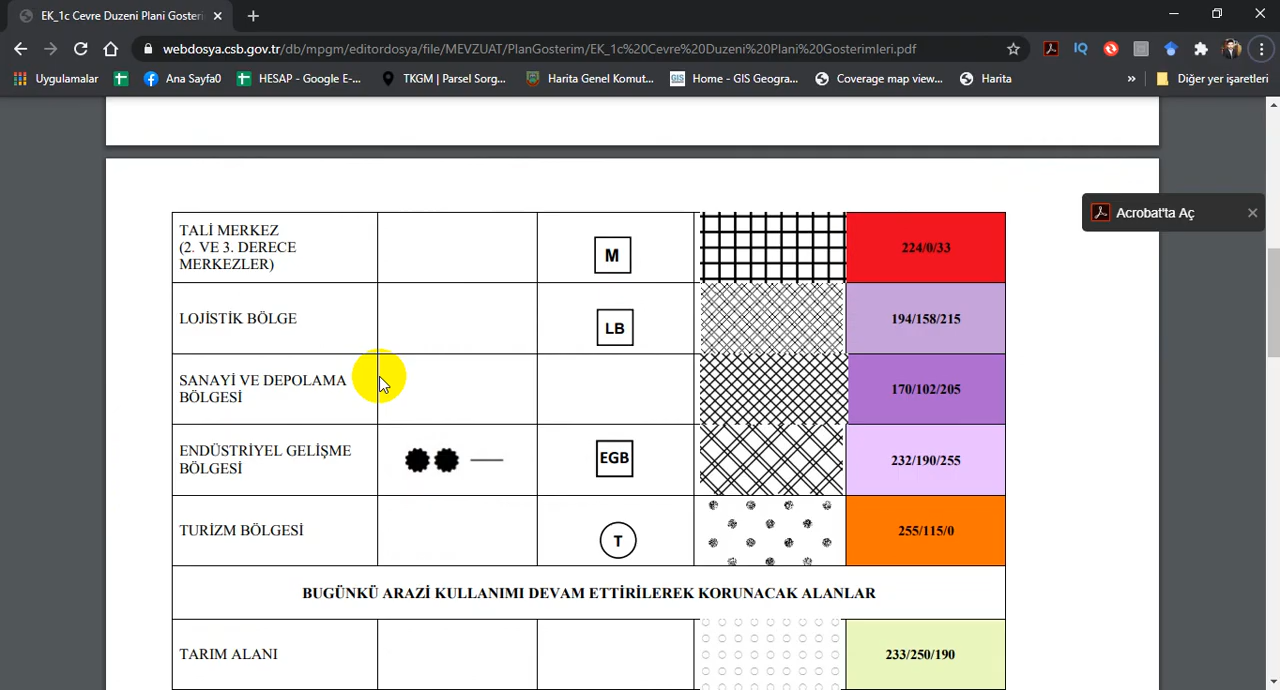 EK_1c Cevre Duzeni Plani Gosteri
webdosya.csb.gov.tr/db/mpgm/editordosya/file/MEVZUAT/PlanGosterim/EK_1c%20Cevre%20Duzeni%20Plani%20Gosterimleri.pdf
IQ
Uygulamalar
Ana Sayfa0
HESAP - Google E-...
TKGM | Parsel Sorg...
Harita Genel Komut...
GIS
Home - GIS Geogra...
Coverage map view...
Harita
»
Diğer yer işaretleri
Acrobat'ta Aç
TALİ MERKEZ
(2. VE 3. DERECE
MERKEZLER)
M
224/0/33
LOJİSTİK BÖLGE
LB
194/158/215
SANAYİ VE DEPOLAMA
BÖLGESİ
170/102/205
ENDÜSTRİYEL GELİŞME
BÖLGESİ
EGB
232/190/255
TURİZM BÖLGESİ
T
255/115/0
BUGÜNKÜ ARAZİ KULLANIMI DEVAM ETTİRİLEREK KORUNACAK ALANLAR
TARIM ALANI
233/250/190